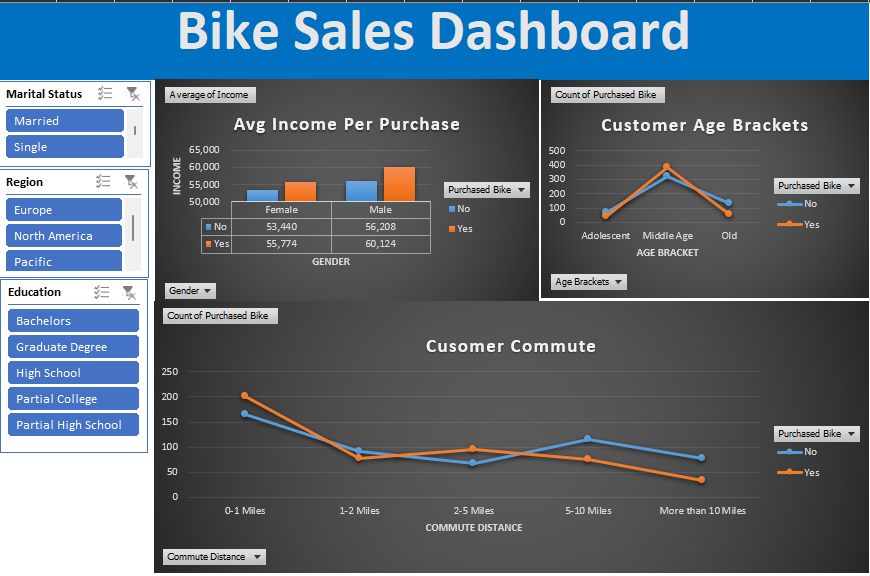 Bike Sales Dashboard
Marital Status
Married
Single
Region
Europe
North America
Pacific
Education
Bachelors
Graduate Degree
High School
Partial College
Partial High School
Average of Income
Avg Income Per Purchase
65,000
60,000
55,000
50,000
INCOME
Female Male
No 53,440 56,208
Yes 55,774 60,124
GENDER
Purchased Bike
No
Yes
Gender
Count of Purchased Bike
Customer Age Brackets
500
400
300
200
100
0
Adolescent Middle Age Old
AGE BRACKET
Purchased Bike
No
Yes
Age Brackets
Count of Purchased Bike
Cusomer Commute
250
200
150
100
50
0
0-1 Miles 1-2 Miles 2-5 Miles 5-10 Miles More than 10 Miles
COMMUTE DISTANCE
Purchased Bike
No
Yes
Commute Distance